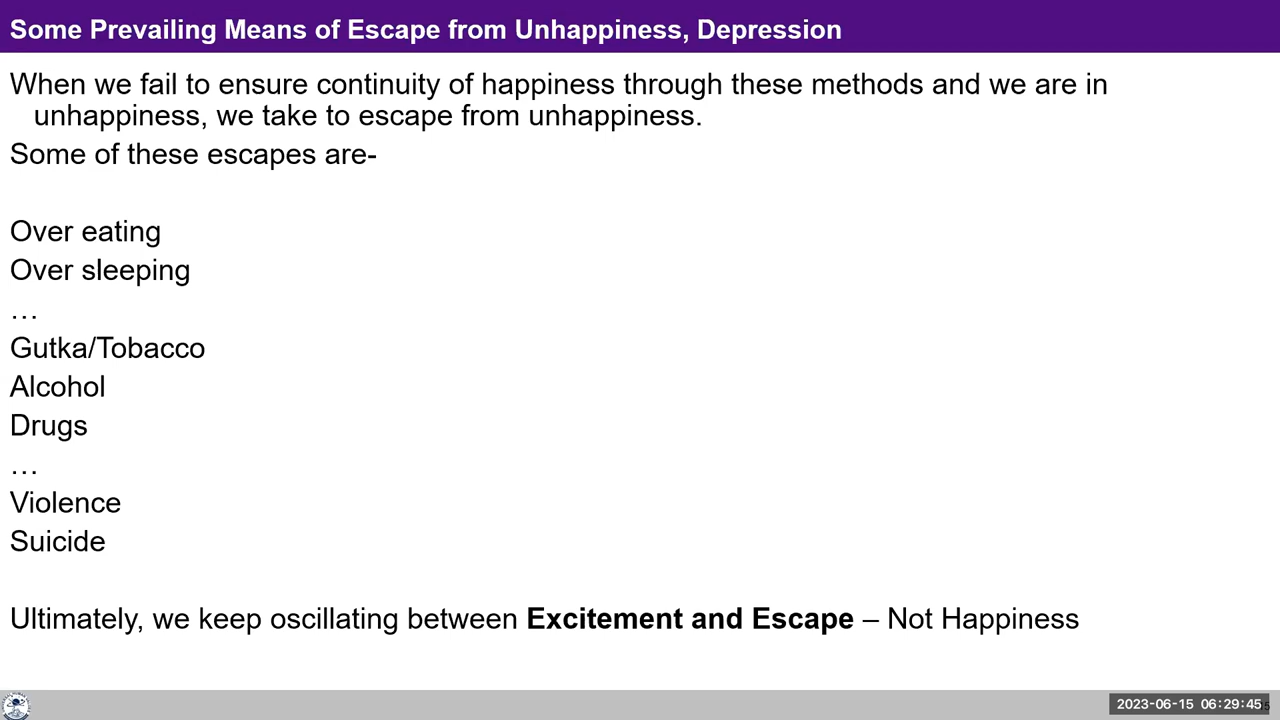 Some Prevailing Means of Escape from Unhappiness, Depression
When we fail to ensure continuity of happiness through these methods and we are in
unhappiness, we take to escape from unhappiness.
Some of these escapes are-
Over eating
Over sleeping
…
Gutka/Tobacco
Alcohol
Drugs
…
Violence
Suicide
Ultimately, we keep oscillating between Excitement and Escape – Not Happiness
2023-06-15 06:29:45